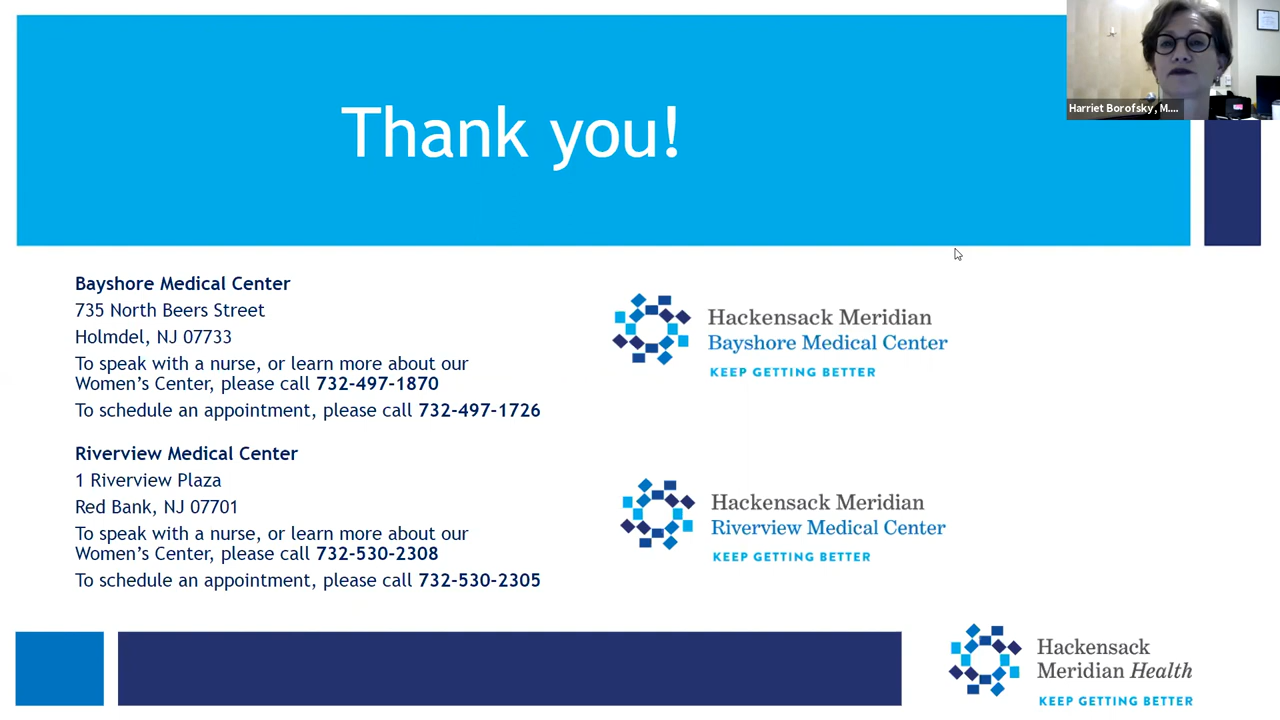 Thank you!
Harriet Borofsky, M....
Bayshore Medical Center
735 North Beers Street
Holmdel, NJ 07733
To speak with a nurse, or learn more about our
Women's Center, please call 732-497-1870
To schedule an appointment, please call 732-497-1726
Riverview Medical Center
1 Riverview Plaza
Red Bank, NJ 07701
To speak with a nurse, or learn more about our
Women's Center, please call 732-530-2308
To schedule an appointment, please call 732-530-2305
Hackensack Meridian
Bayshore Medical Center
KEEP GETTING BETTER
Hackensack Meridian
Riverview Medical Center
KEEP GETTING BETTER
Hackensack
Meridian Health
KEEP GETTING BETTER